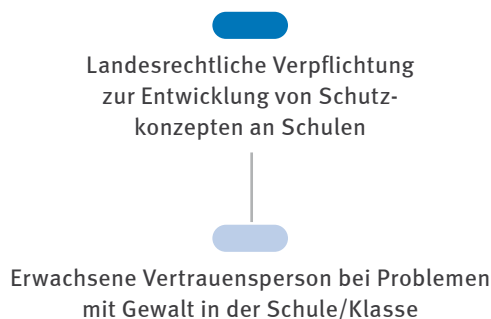 Landesrechtliche Verpflichtung
zur Entwicklung von Schutz-
konzepten an Schulen
Erwachsene Vertrauensperson bei Problemen
mit Gewalt in der Schule/Klasse